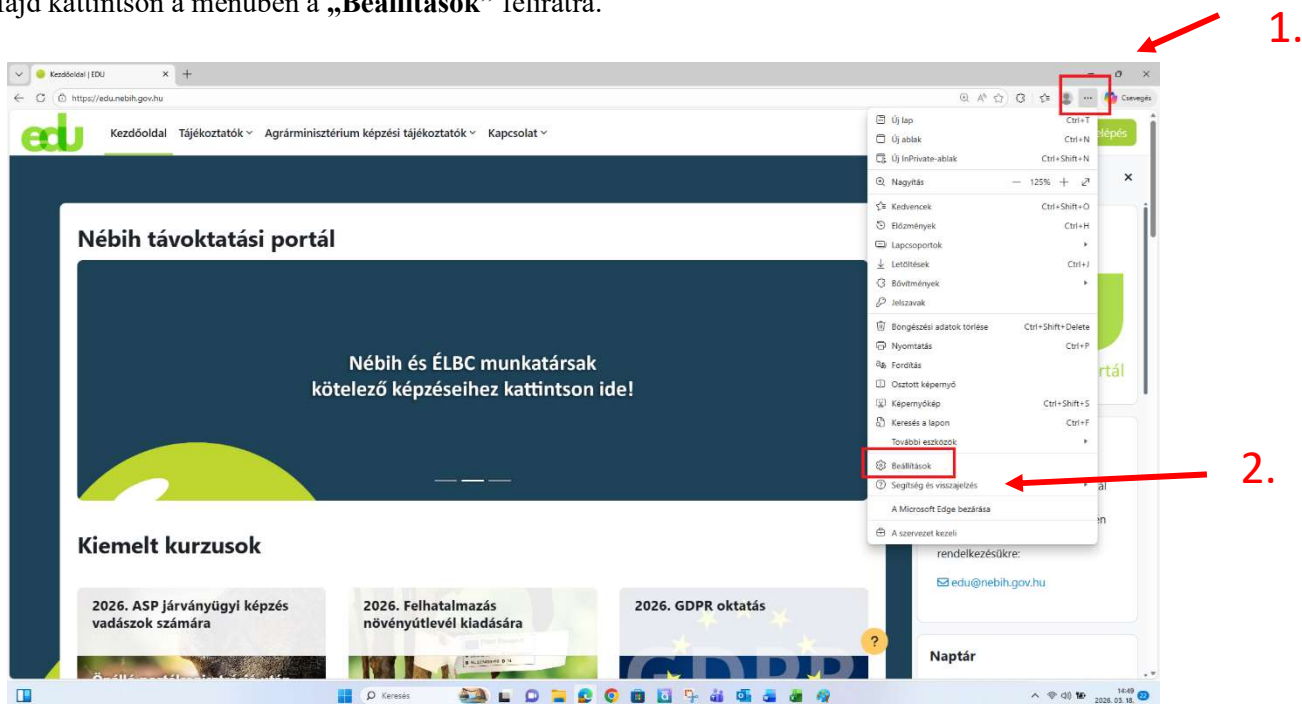 ajd kattintson a menüben a „Beállítások” feliratra.
1.
Kezdőoldal | EDU
https://edu.nebih.gov.hu
Csevegés
edu
Kezdőoldal Tájékoztatók Agrárminisztérium képzési tájékoztatók Kapcsolat
lépés
Új lap Ctrl+T
Új ablak Ctrl+N
Új InPrivate-ablak Ctrl+Shift+N
Nagyítás 125%
Kedvencek Ctrl+Shift+O
Előzmények Ctrl+H
Lapcsoportok
Letöltések Ctrl+J
Bővítmények
Jelszavak
Böngészési adatok törlése Ctrl+Shift+Delete
Nyomtatás Ctrl+P
Fordítás
Osztott képernyő
Képernyőkép Ctrl+Shift+S
Keresés a lapon Ctrl+F
További eszközök
Beállítások
Segítség és visszajelzés
A Microsoft Edge bezárása
A szervezet kezeli
2.
Nébih távoktatási portál
Nébih és ÉLBC munkatársak
kötelező képzéseihez kattintson ide!
rtál
rendelkezésükre:
edu@nebih.gov.hu
Naptár
Kiemelt kurzusok
2026. ASP járványügyi képzés
vadászok számára
2026. Felhatalmazás
növényútlevél kiadására
2026. GDPR oktatás
GDPR
?
Keresés
14:49
2026. 03. 18.